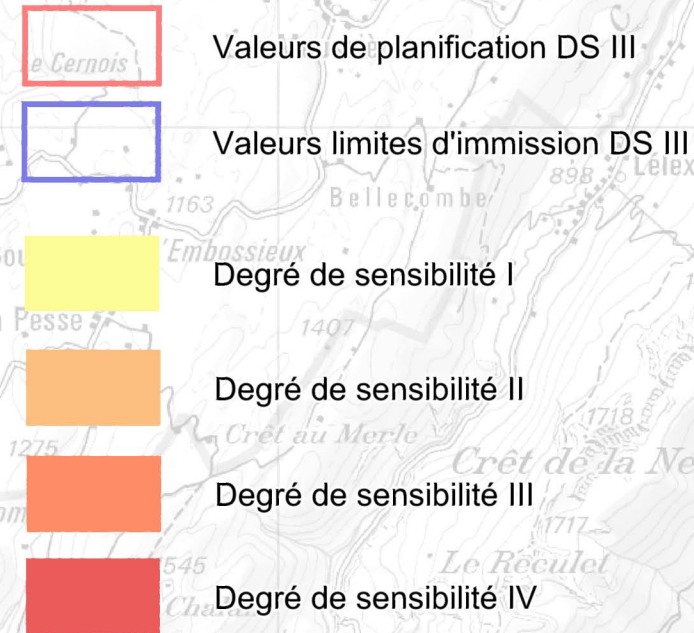 Valeurs de planification DS III
Le Cernois
Valeurs limites d'immission DS III
898
Lélex
Bellecombe
1163
l'Embossieux
Degré de sensibilité I
Pesse
1407
Degré de sensibilité II
1718
Crêt au Merle
1275
Crêt de la Ne
Degré de sensibilité III
1717
Le Reculet
545
Degré de sensibilité IV